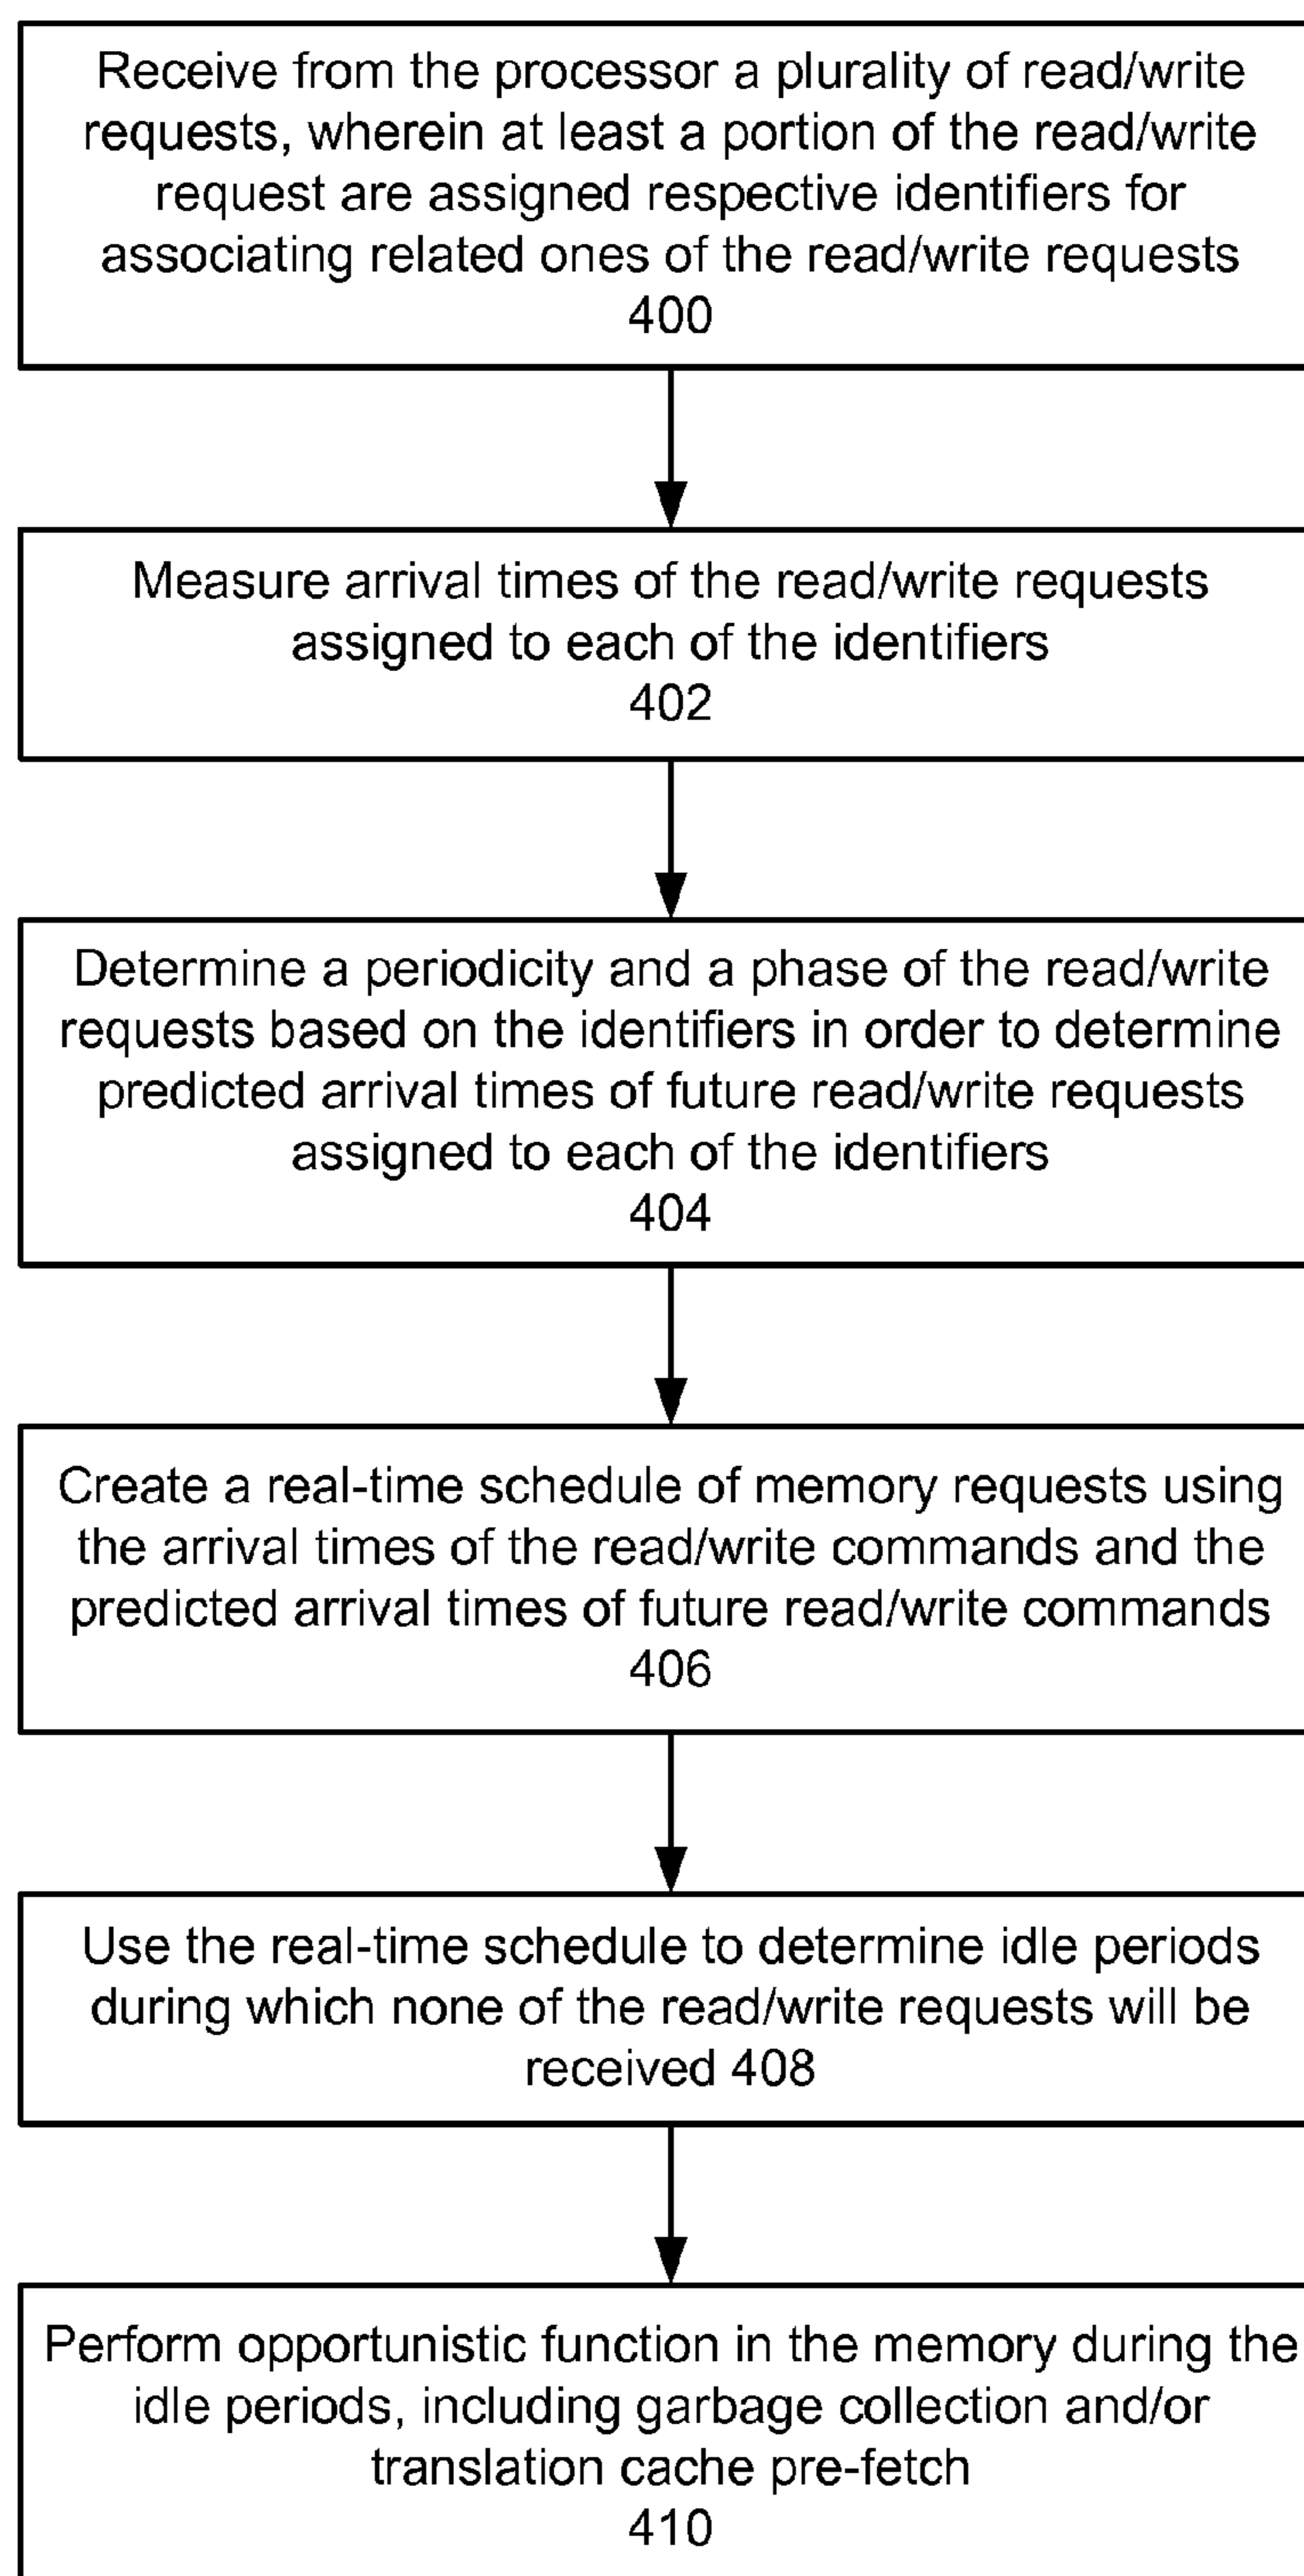 Receive from the processor a plurality of read/write
requests, wherein at least a portion of the read/write
request are assigned respective identifiers for
associating related ones of the read/write requests
400
Measure arrival times of the read/write requests
assigned to each of the identifiers
402
Determine a periodicity and a phase of the read/write
requests based on the identifiers in order to determine
predicted arrival times of future read/write requests
assigned to each of the identifiers
404
Create a real-time schedule of memory requests using
the arrival times of the read/write commands and the
predicted arrival times of future read/write commands
406
Use the real-time schedule to determine idle periods
during which none of the read/write requests will be
received 408
Perform opportunistic function in the memory during the
idle periods, including garbage collection and/or
translation cache pre-fetch
410